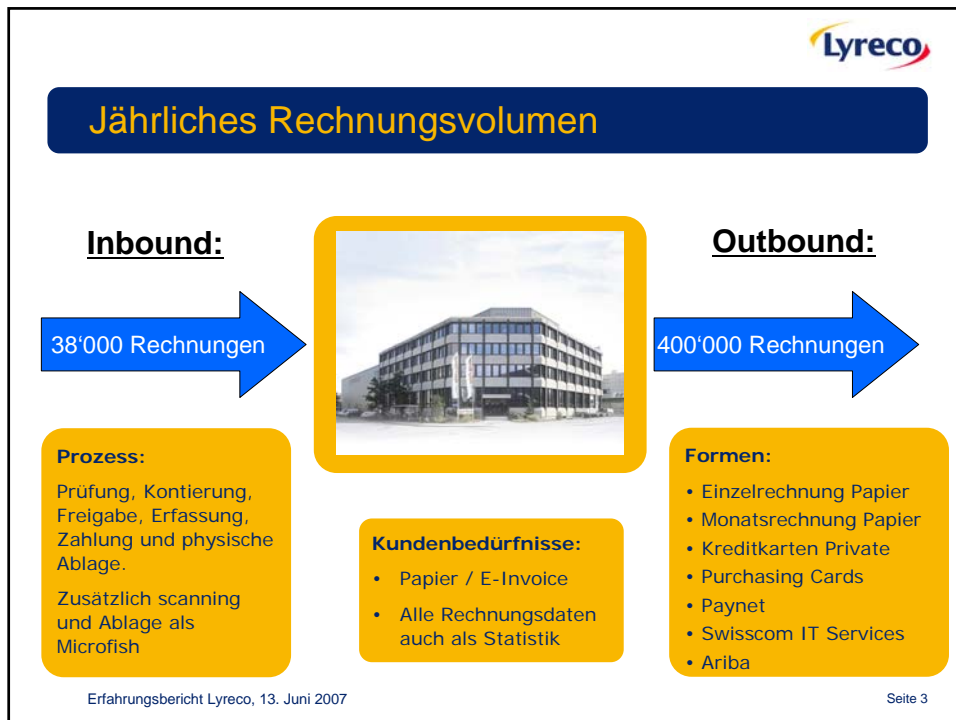 Lyreco
Jährliches Rechnungsvolumen
Inbound:
38‘000 Rechnungen
Outbound:
400‘000 Rechnungen
Prozess:
Prüfung, Kontierung,
Freigabe, Erfassung,
Zahlung und physische
Ablage.
Zusätzlich scanning
und Ablage als
Microfish
Kundenbedürfnisse:
• Papier / E-Invoice
• Alle Rechnungsdaten
auch als Statistik
Formen:
• Einzelrechnung Papier
• Monatsrechnung Papier
• Kreditkarten Private
• Purchasing Cards
• Paynet
• Swisscom IT Services
• Ariba
Erfahrungsbericht Lyreco, 13. Juni 2007
Seite 3